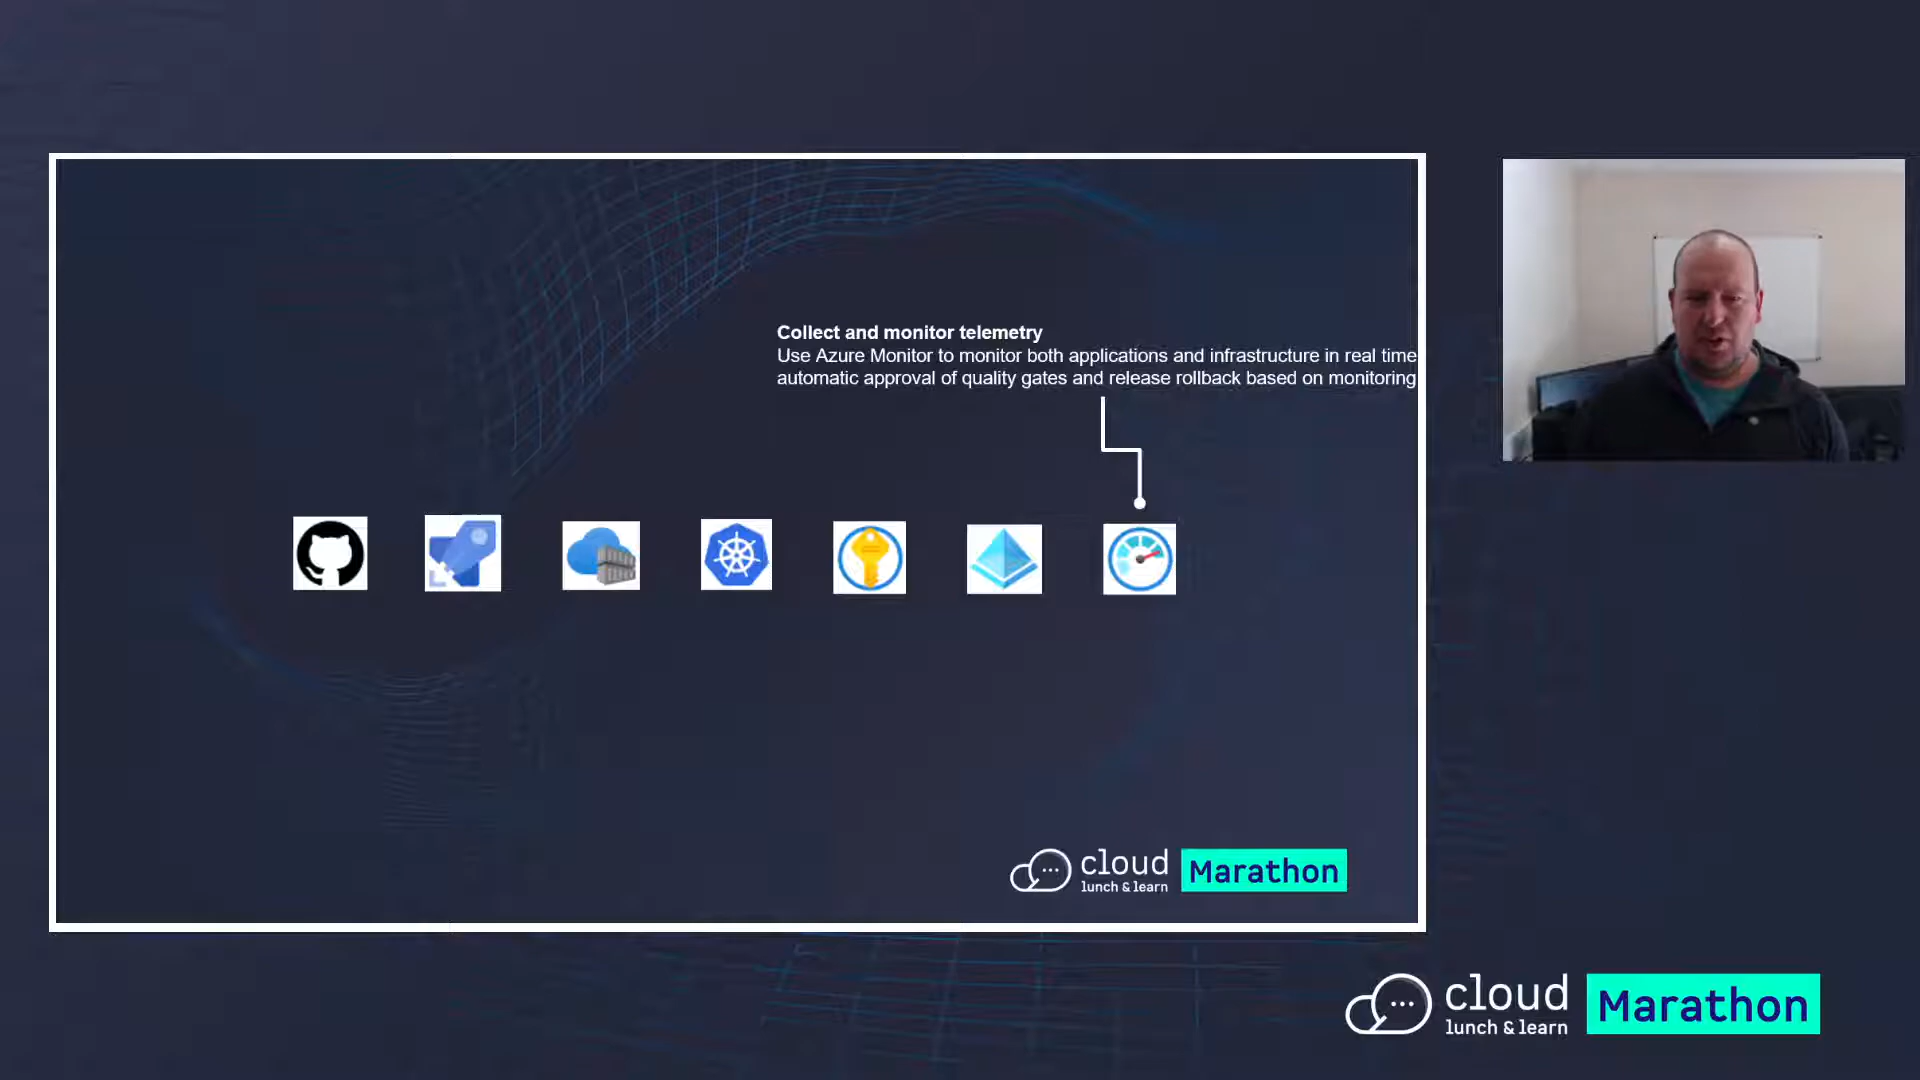 Collect and monitor telemetry
Use Azure Monitor to monitor both applications and infrastructure in real time
automatic approval of quality gates and release rollback based on monitoring
cloud
lunch & learn
Marathon
cloud
lunch & learn
Marathon